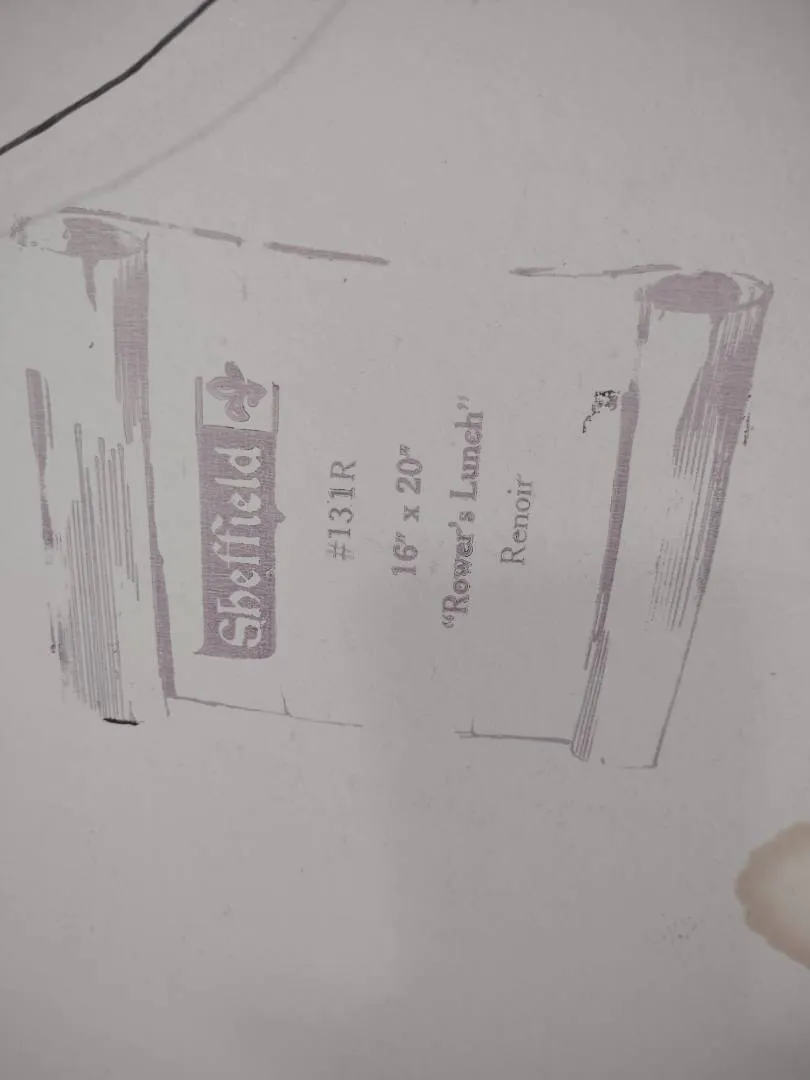 Sheffield
#131R
16" x 20"
"Rower's Lunch"
Renoir